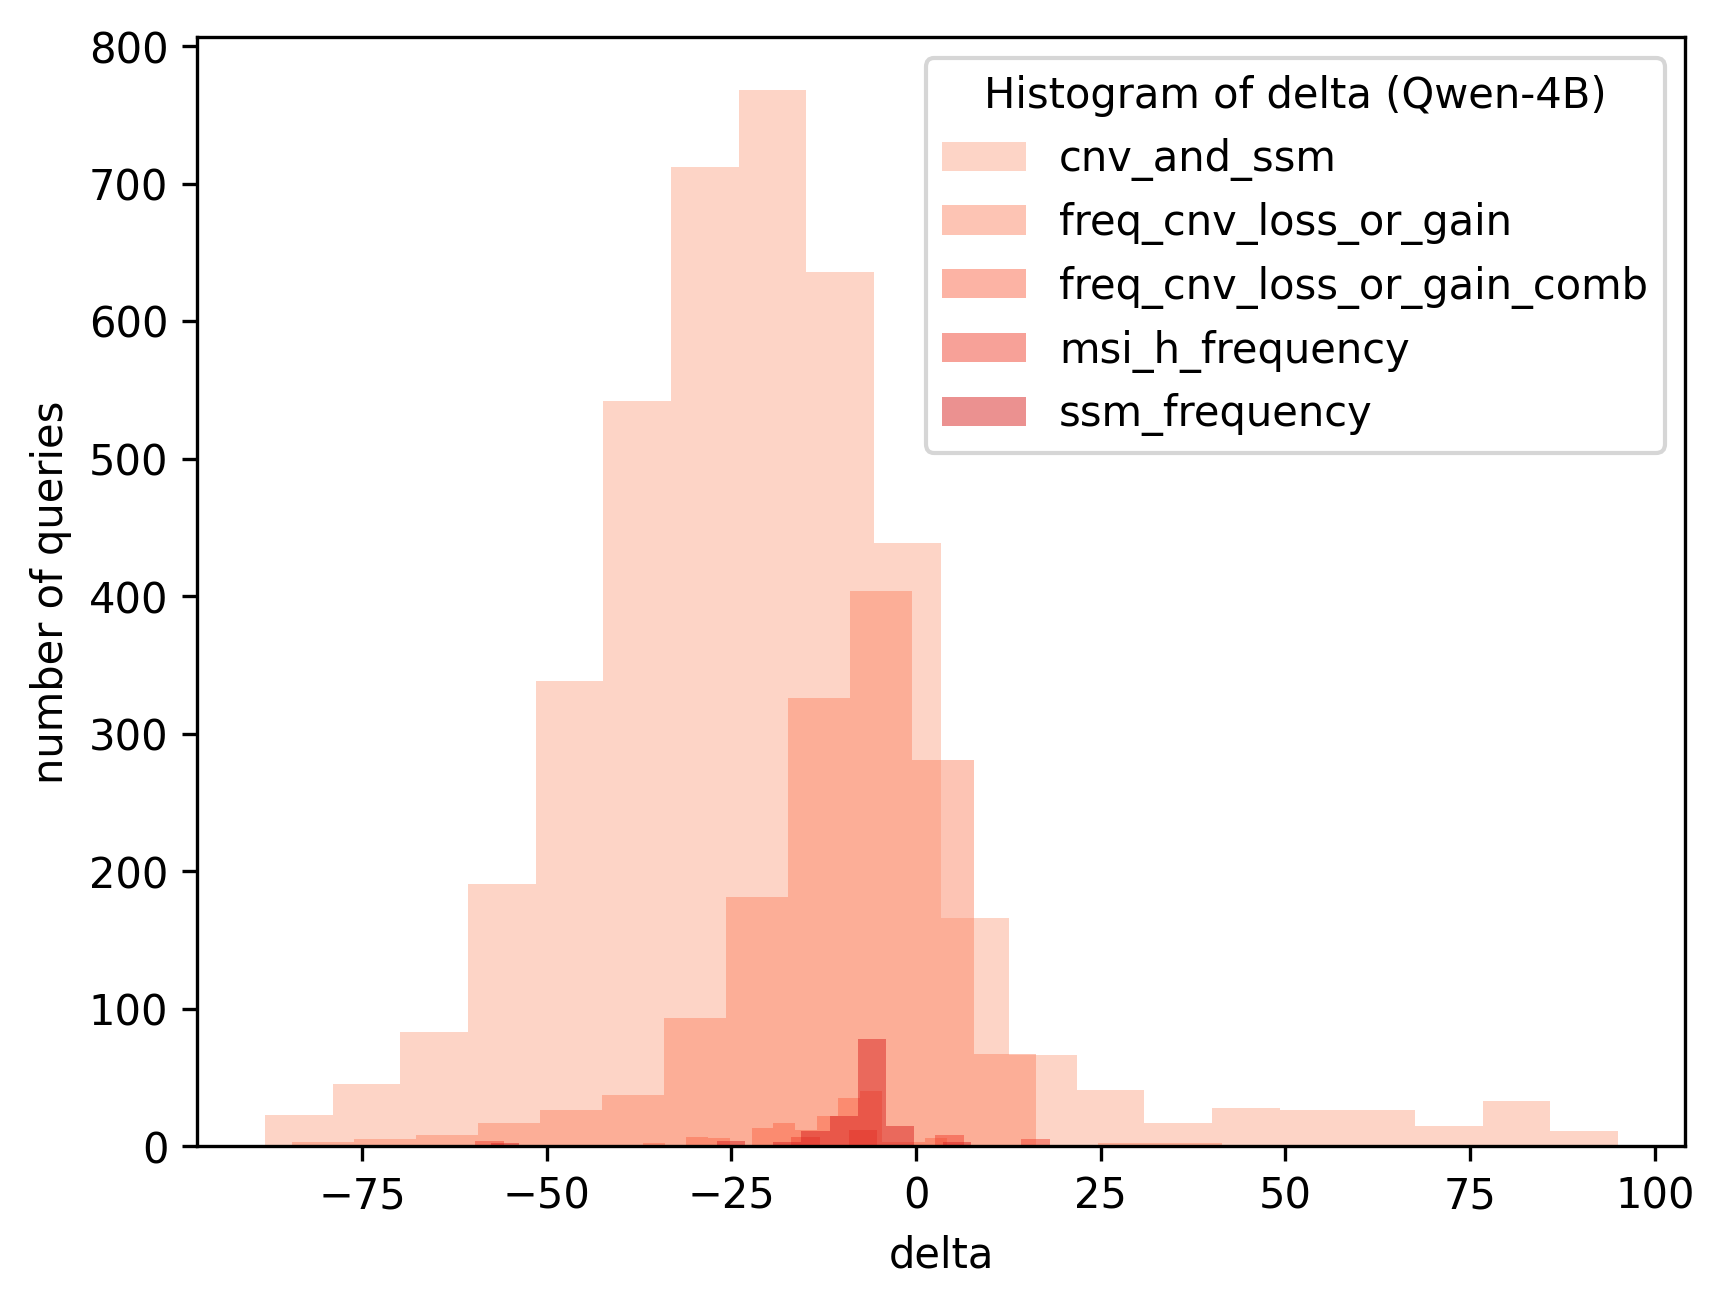 Histogram of delta (Qwen-4B)
cnv_and_ssm
freq_cnv_loss_or_gain
freq_cnv_loss_or_gain_comb
msi_h_frequency
ssm_frequency
800
700
600
500
400
300
200
100
0
number of queries
−75 −50 −25 0 25 50 75 100
delta